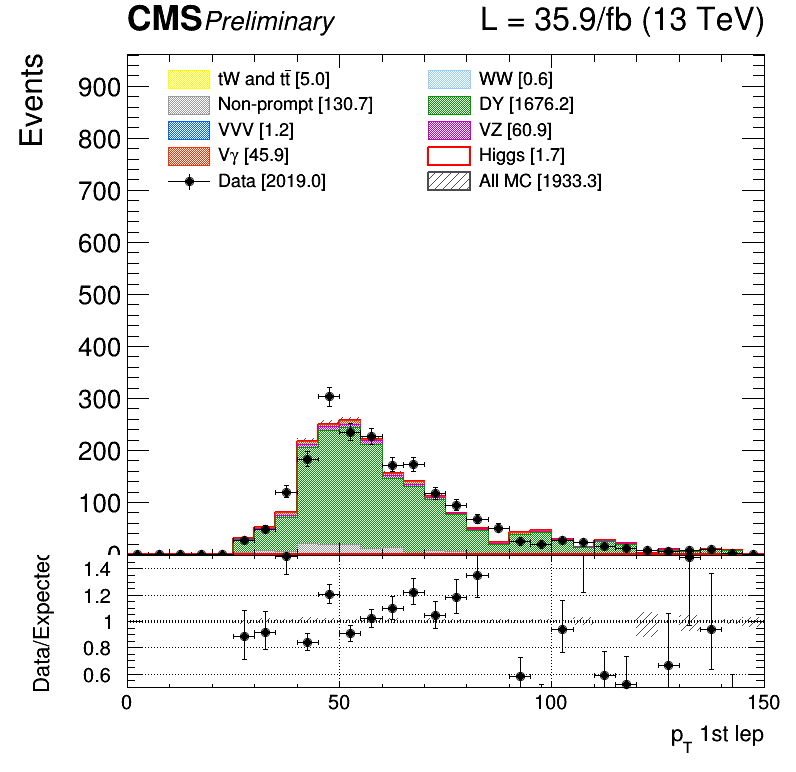 CMS Preliminary L = 35.9/fb (13 TeV)
Events
900
800
700
600
500
400
300
200
100
0
tW and tt̄ [5.0]
Non-prompt [130.7]
VVV [1.2]
Vγ [45.9]
Data [2019.0]
WW [0.6]
DY [1676.2]
VZ [60.9]
Higgs [1.7]
All MC [1933.3]
Data/Expected
1.4
1.2
1
0.8
0.6
0 50 100 150
p_T 1st lep